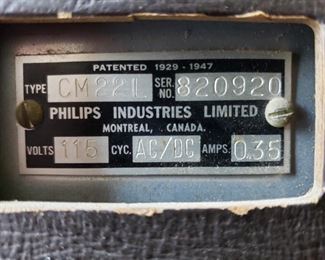 PATENTED 1929-1947
TYPE CM221 SER. NO. 820920
PHILIPS INDUSTRIES LIMITED
MONTREAL, CANADA.
VOLTS 115 CYC. AC/DC AMPS. 0.35